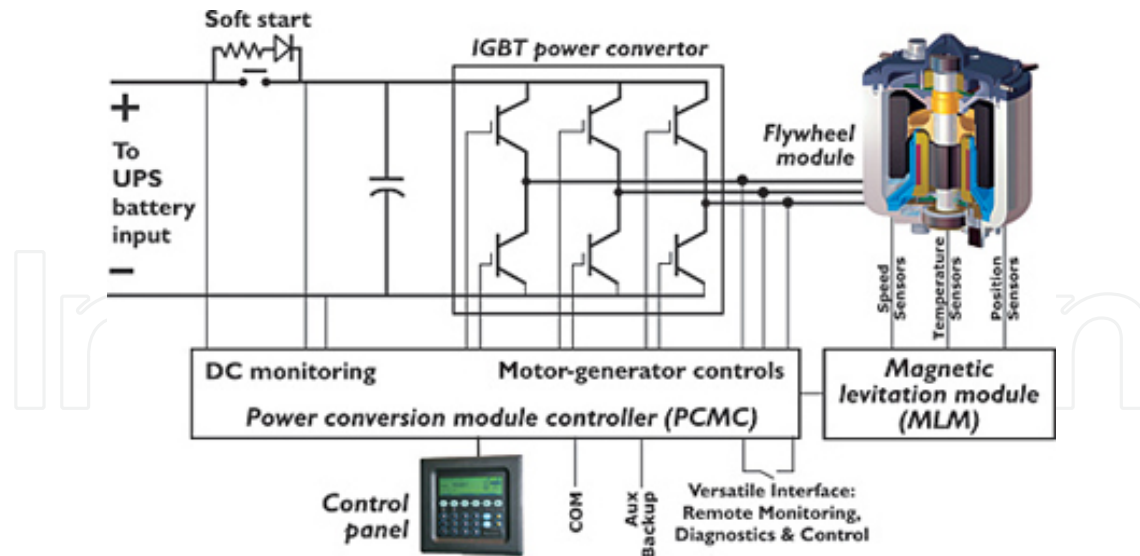 Soft start
IGBT power convertor
+
To
UPS
battery
input
–
Flywheel
module
Speed
Sensors
Temperature
Sensors
Position
Sensors
DC monitoring
Motor-generator controls
Power conversion module controller (PCMC)
Magnetic
levitation module
(MLM)
Control
panel
COM
Aux
Backup
Versatile Interface:
Remote Monitoring,
Diagnostics & Control